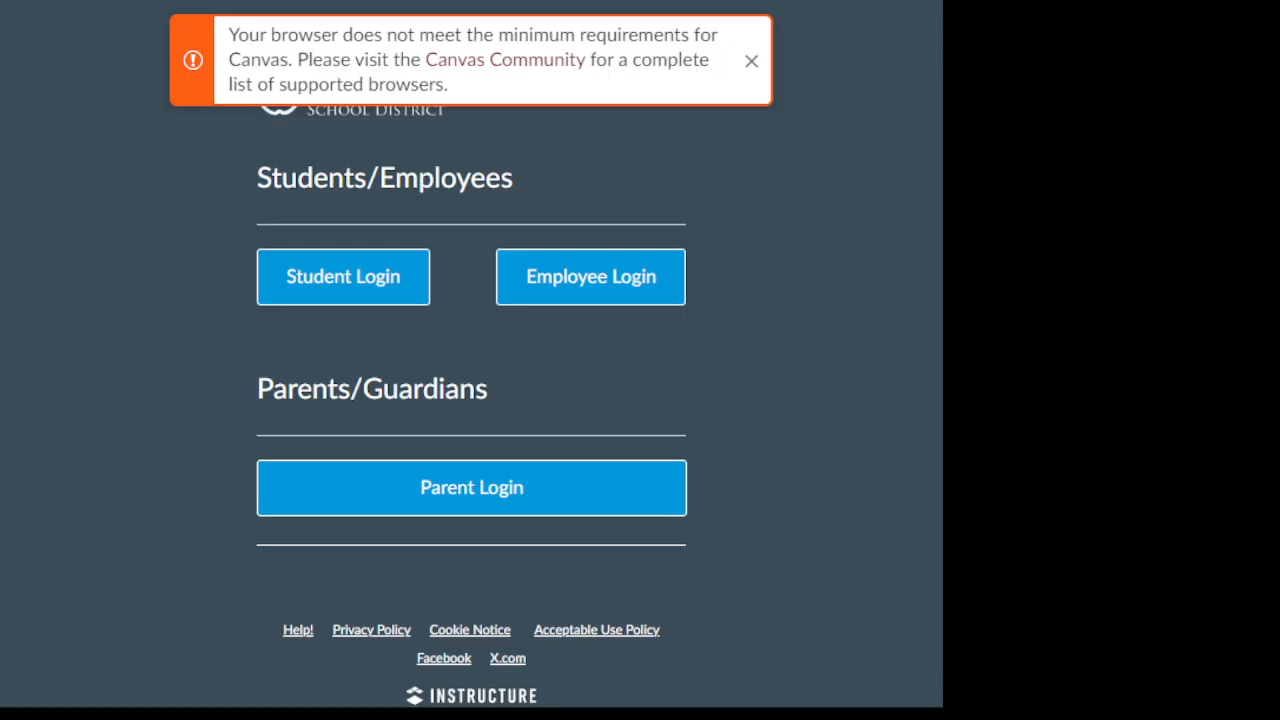 Your browser does not meet the minimum requirements for
Canvas. Please visit the Canvas Community for a complete
list of supported browsers.
SCHOOL DISTRICT
Students/Employees
Student Login
Employee Login
Parents/Guardians
Parent Login
Help! Privacy Policy Cookie Notice Acceptable Use Policy
Facebook X.com
INSTRUCTURE